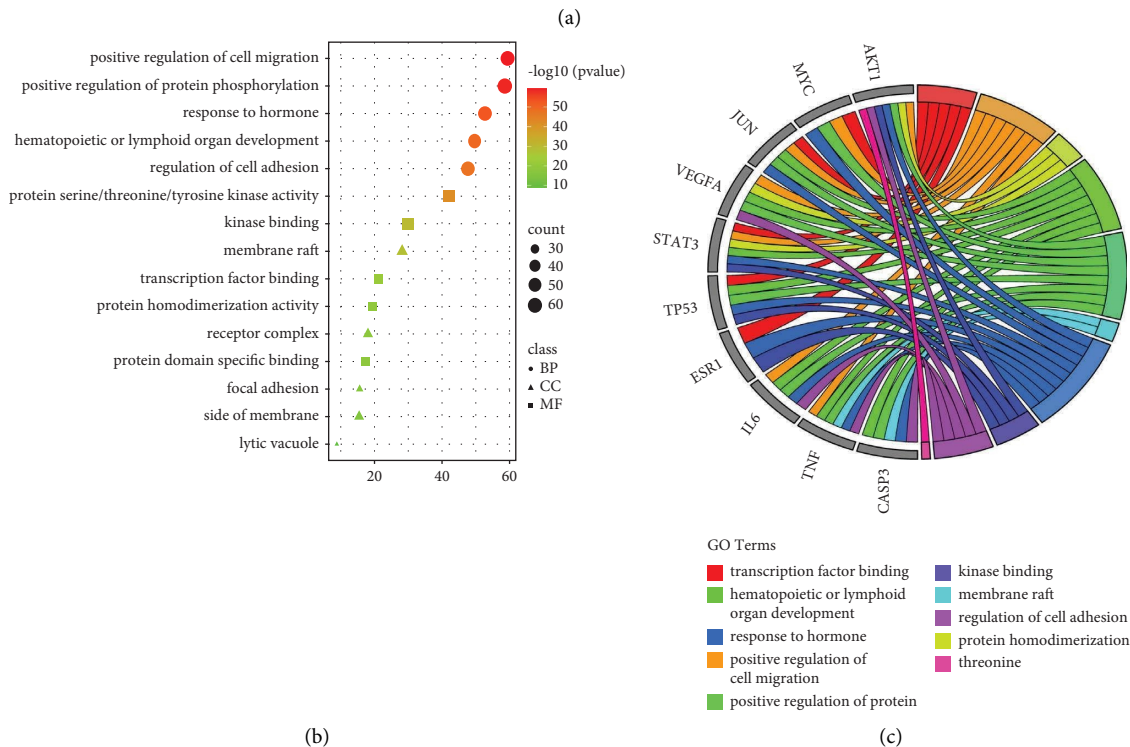 (a)
positive regulation of cell migration
positive regulation of protein phosphorylation
response to hormone
hematopoietic or lymphoid organ development
regulation of cell adhesion
protein serine/threonine/tyrosine kinase activity
kinase binding
membrane raft
transcription factor binding
protein homodimerization activity
receptor complex
protein domain specific binding
focal adhesion
side of membrane
lytic vacuole
20 40 60
-log10 (pvalue)
50
40
30
20
10
count
30
40
50
60
class
BP
CC
MF
(b)
AKT1
MYC
JUN
VEGFA
STAT3
TP53
ESR1
IL6
TNF
CASP3
GO Terms
transcription factor binding
hematopoietic or lymphoid
organ development
response to hormone
positive regulation of
cell migration
positive regulation of protein
kinase binding
membrane raft
regulation of cell adhesion
protein homodimerization
threonine
(c)